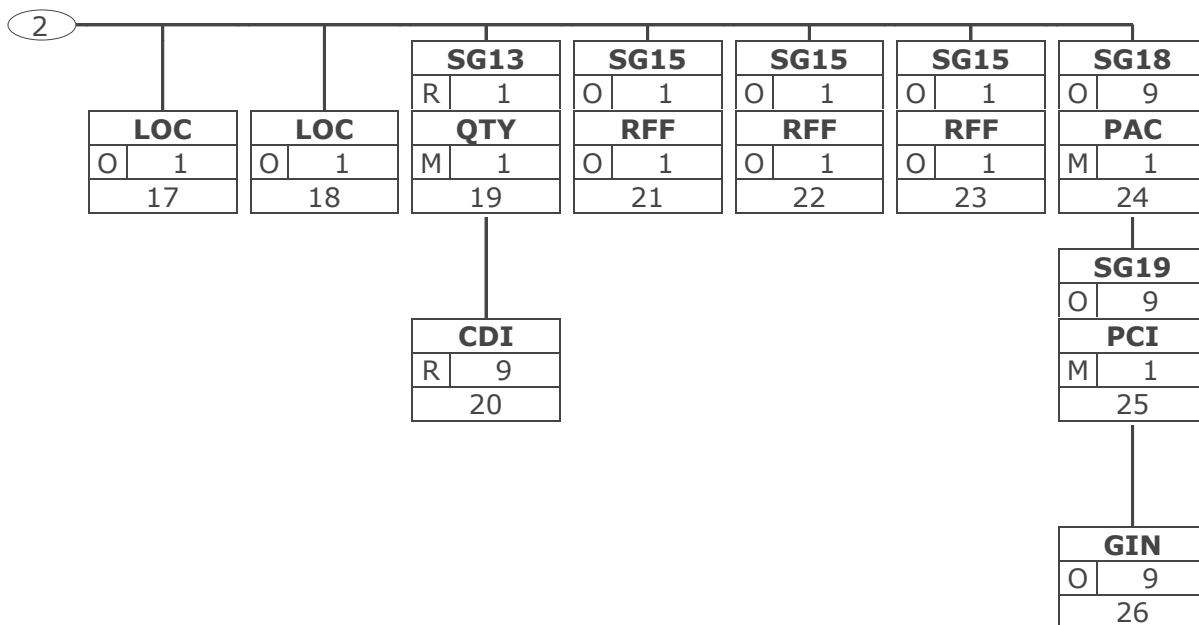 2
SG13 SG15 SG15 SG15 SG18
R 1 O 1 O 1 O 1 O 9
LOC LOC QTY RFF RFF RFF PAC
O 1 O 1 M 1 O 1 O 1 O 1 M 1
17 18 19 21 22 23 24
SG19
O 9
CDI PCI
R 9 M 1
20 25
GIN
O 9
26